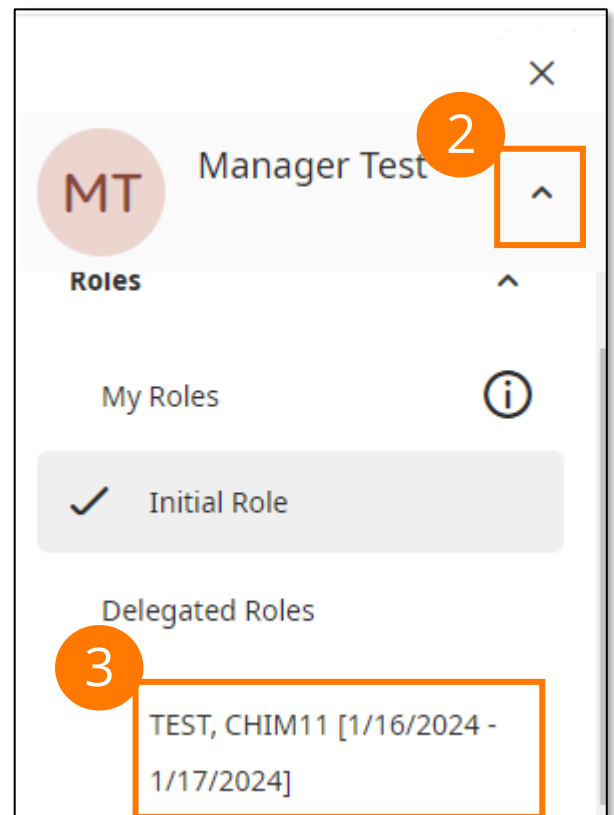 2
MT
Manager Test
Roles
My Roles
Initial Role
Delegated Roles
3
TEST, CHIM11 [1/16/2024 -
1/17/2024]